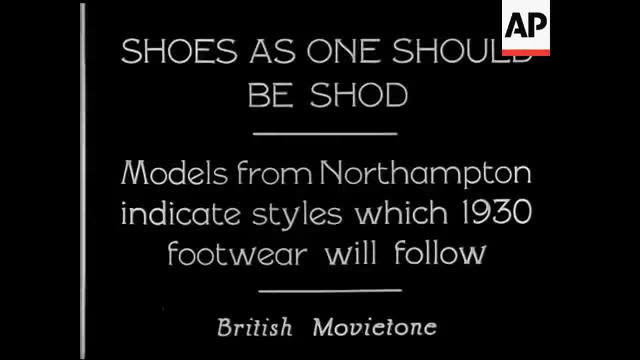 AP
SHOES AS ONE SHOULD
BE SHOD
Models from Northampton
indicate styles which 1930
footwear will follow
British Movietone